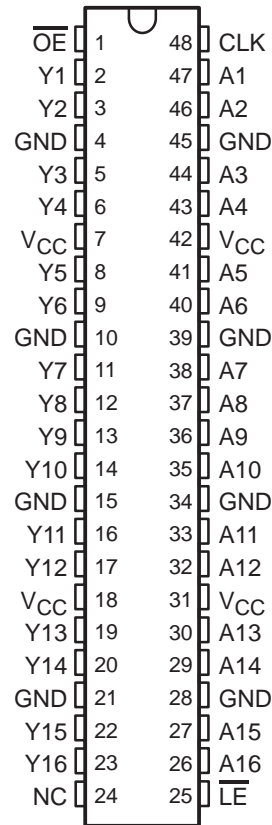 OE 1 48 CLK
Y1 2 47 A1
Y2 3 46 A2
GND 4 45 GND
Y3 5 44 A3
Y4 6 43 A4
VCC 7 42 VCC
Y5 8 41 A5
Y6 9 40 A6
GND 10 39 GND
Y7 11 38 A7
Y8 12 37 A8
Y9 13 36 A9
Y10 14 35 A10
GND 15 34 GND
Y11 16 33 A11
Y12 17 32 A12
VCC 18 31 VCC
Y13 19 30 A13
Y14 20 29 A14
GND 21 28 GND
Y15 22 27 A15
Y16 23 26 A16
NC 24 25 LE